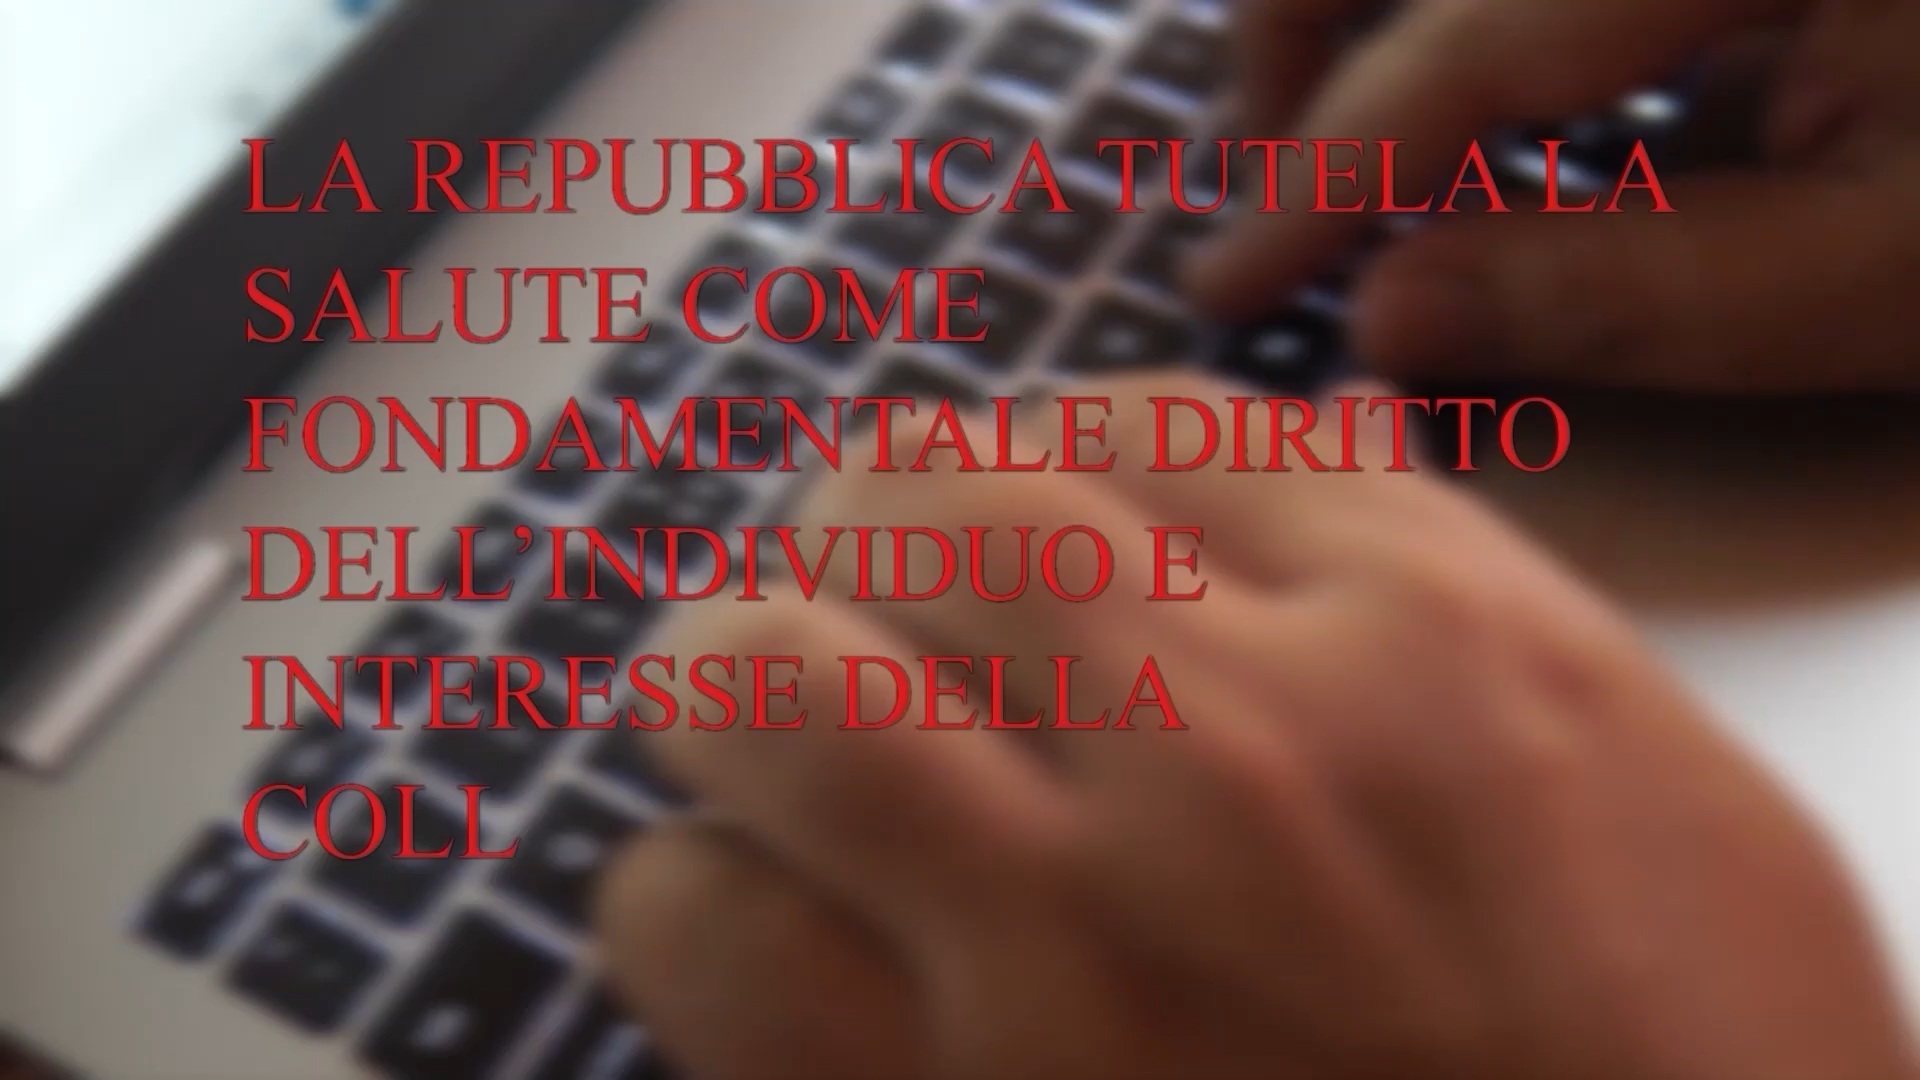 LA REPUBBLICA TUTELA LA
SALUTE COME
FONDAMENTALE DIRITTO
DELL’INDIVIDUO E
INTERESSE DELLA
COLL